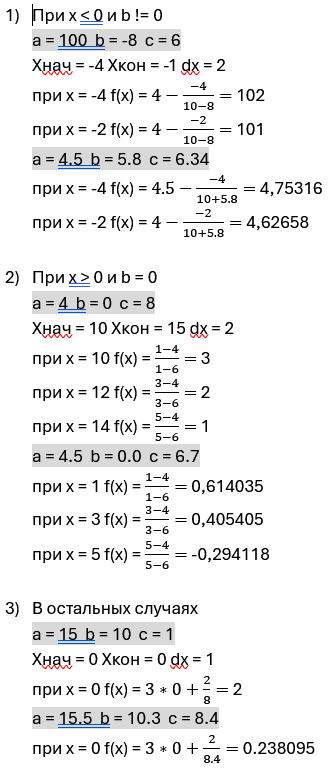 1) При x < 0 и b != 0
a = 100 b = -8 c = 6
Xнач = -4 Xкон = -1 dx = 2
при x = -4 f(x) = 4 − \frac{−4}{10−8} = 102
при x = -2 f(x) = 4 − \frac{−2}{10−8} = 101
a = 4.5 b = 5.8 c = 6.34
при x = -4 f(x) = 4.5 − \frac{−4}{10+5.8} = 4,75316
при x = -2 f(x) = 4 − \frac{−2}{10+5.8} = 4,62658
2) При x > 0 и b = 0
a = 4 b = 0 c = 8
Xнач = 10 Xкон = 15 dx = 2
при x = 10 f(x) = \frac{1−4}{1−6} = 3
при x = 12 f(x) = \frac{3−4}{3−6} = 2
при x = 14 f(x) = \frac{5−4}{5−6} = 1
a = 4.5 b = 0.0 c = 6.7
при x = 1 f(x) = \frac{1−4}{1−6} = 0,614035
при x = 3 f(x) = \frac{3−4}{3−6} = 0,405405
при x = 5 f(x) = \frac{5−4}{5−6} = -0,294118
3) В остальных случаях
a = 15 b = 10 c = 1
Xнач = 0 Xкон = 0 dx = 1
при x = 0 f(x) = 3 ∗ 0 + \frac{2}{8} = 2
a = 15.5 b = 10.3 c = 8.4
при x = 0 f(x) = 3 ∗ 0 + \frac{2}{8.4} = 0.238095